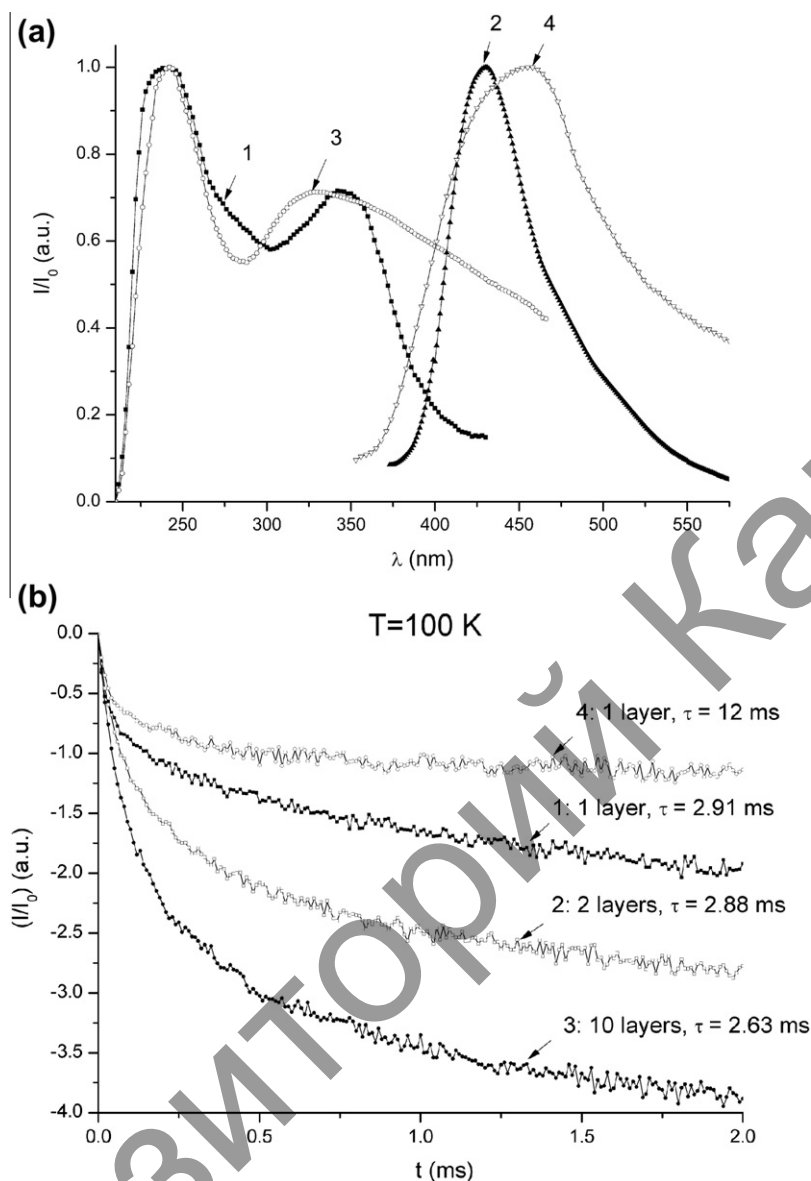 (a)
2
4
1
3
1.0
0.8
0.6
0.4
0.2
0.0
I/I₀ (a.u.)
250
300
350
400
450
500
550
λ (nm)
(b)
T=100 K
0.0
-0.5
-1.0
-1.5
-2.0
-2.5
-3.0
-3.5
-4.0
(I/I₀) (a.u.)
4: 1 layer, τ = 12 ms
1: 1 layer, τ = 2.91 ms
2: 2 layers, τ = 2.88 ms
3: 10 layers, τ = 2.63 ms
0.0
0.5
1.0
1.5
2.0
t (ms)
зиторий Ка